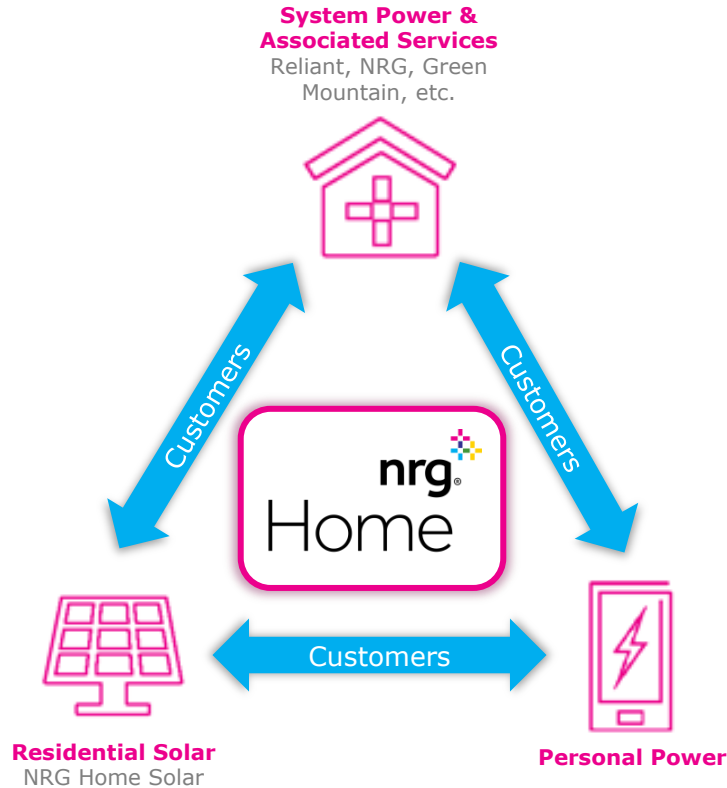 System Power &
Associated Services
Reliant, NRG, Green
Mountain, etc.
Customers
Customers
nrg®
Home
Customers
Residential Solar
NRG Home Solar
Personal Power